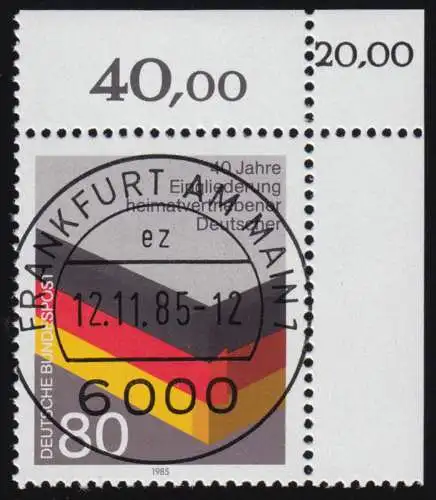 40,00
20,00
40 Jahre
Eingliederung
heimatvertriebener
Deutscher
FRANKFURT AM MAIN 1
ez
12.11.85-12
6000
DEUTSCHE BUNDESPOST
80
1985